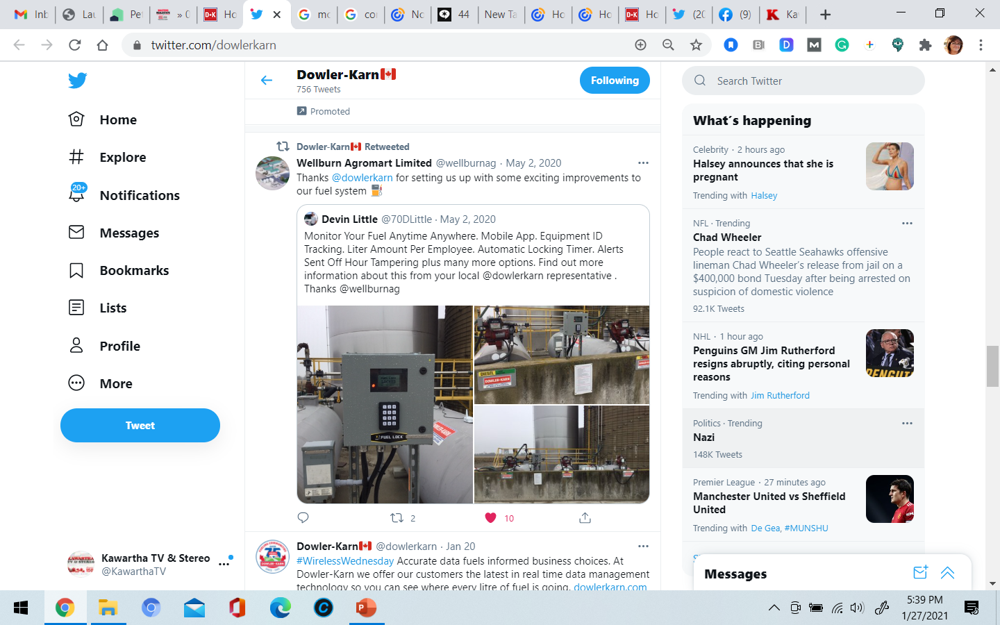 Inb
Lau
Pet
» 0
Ho
mo
co
No
44
New Ta
Ho
Ho
Ho
(20
(9)
Ka
twitter.com/dowlerkarn
Dowler-Karn🇨🇦
756 Tweets
Following
Promoted
Home
Explore
20+
Notifications
Messages
Bookmarks
Lists
Profile
More
Tweet
Kawartha TV & Stereo
@KawarthaTV
Dowler-Karn🇨🇦 Retweeted
Wellburn Agromart Limited @wellburnag · May 2, 2020
Thanks @dowlerkarn for setting us up with some exciting improvements to
our fuel system ⛽
Devin Little @70DLittle · May 2, 2020
Monitor Your Fuel Anytime Anywhere. Mobile App. Equipment ID
Tracking. Liter Amount Per Employee. Automatic Locking Timer. Alerts
Sent Off Hour Tampering plus many more options. Find out more
information about this from your local @dowlerkarn representative .
Thanks @wellburnag
FUEL LOCK
DIESEL
DOWLER-KARN
2
10
Dowler-Karn🇨🇦 @dowlerkarn · Jan 20
#WirelessWednesday Accurate data fuels informed business choices. At
Dowler-Karn we offer our customers the latest in real time data management
technology so you can see where every litre of fuel is going. dowlerkarn.com
Search Twitter
What's happening
Celebrity · 2 hours ago
Halsey announces that she is
pregnant
Trending with Halsey
NFL · Trending
Chad Wheeler
People react to Seattle Seahawks offensive
lineman Chad Wheeler's release from jail on a
$400,000 bond Tuesday after being arrested on
suspicion of domestic violence
92.1K Tweets
NHL · 1 hour ago
Penguins GM Jim Rutherford
resigns abruptly, citing personal
reasons
Trending with Jim Rutherford
Politics · Trending
Nazi
148K Tweets
Premier League · 27 minutes ago
Manchester United vs Sheffield
United
Trending with De Gea, #MUNSHU
Messages
5:39 PM
1/27/2021